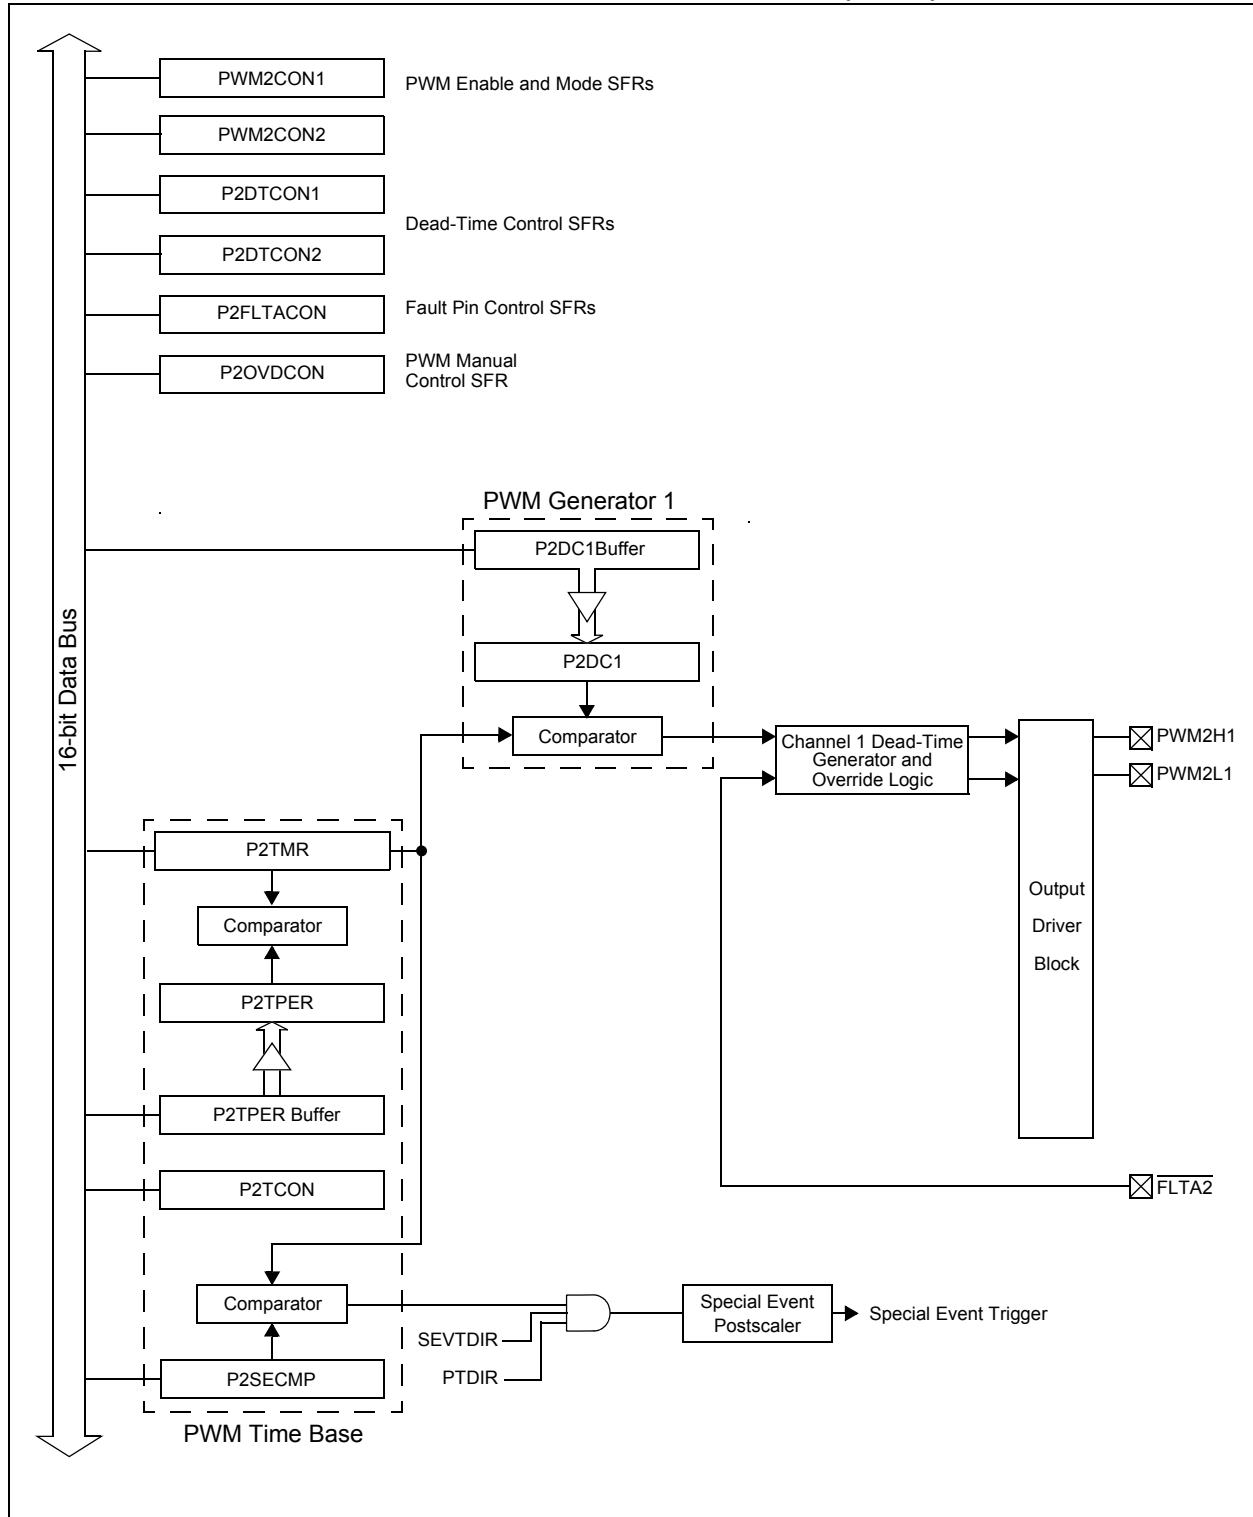 PWM2CON1
PWM Enable and Mode SFRs
PWM2CON2
P2DTCON1
Dead-Time Control SFRs
P2DTCON2
P2FLTACON
Fault Pin Control SFRs
P2OVDCON
PWM Manual
Control SFR
16-bit Data Bus
PWM Generator 1
P2DC1Buffer
P2DC1
Comparator
Channel 1 Dead-Time
Generator and
Override Logic
PWM2H1
PWM2L1
Output
Driver
Block
P2TMR
Comparator
P2TPER
P2TPER Buffer
P2TCON
FLTA2
Comparator
SEVTDIR
PTDIR
Special Event
Postscaler
Special Event Trigger
P2SECMP
PWM Time Base